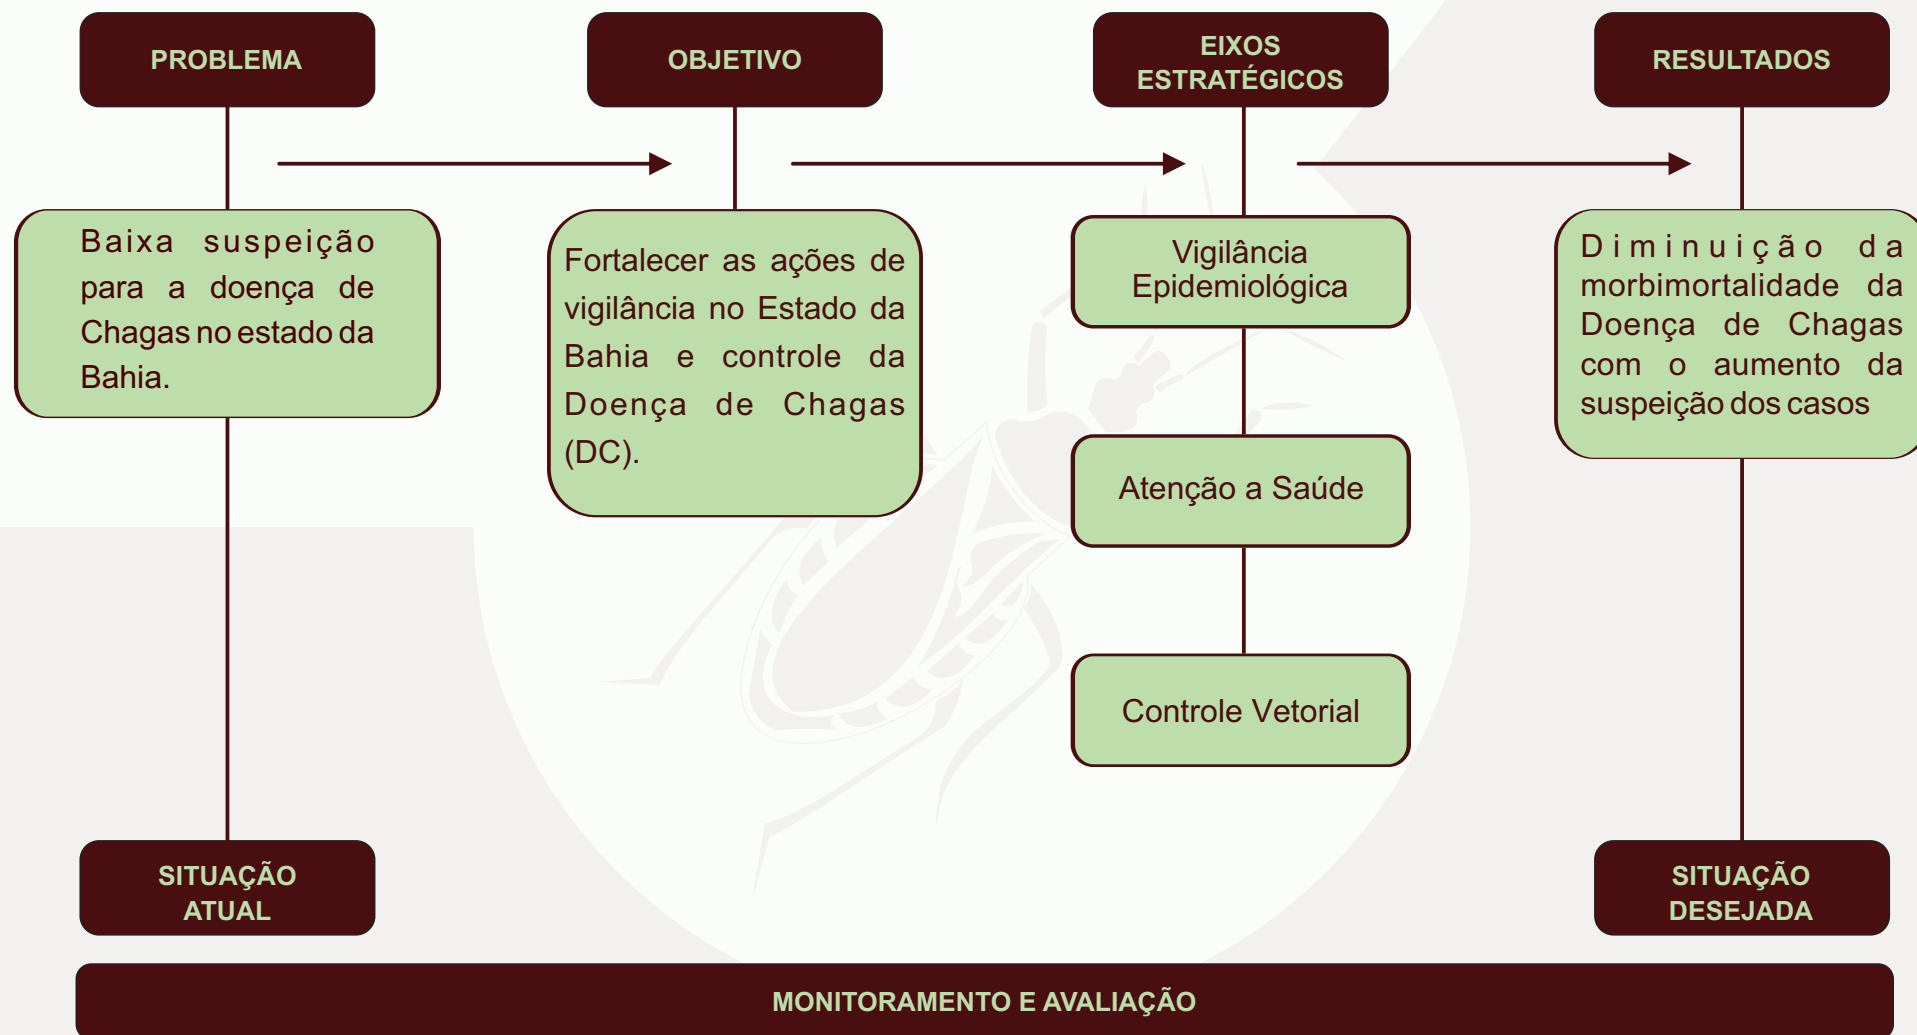 PROBLEMA
Baixa suspeição
para a doença de
Chagas no estado da
Bahia.
SITUAÇÃO
ATUAL
OBJETIVO
Fortalecer as ações de
vigilância no Estado da
Bahia e controle da
Doença de Chagas
(DC).
EIXOS
ESTRATÉGICOS
Vigilância
Epidemiológica
Atenção a Saúde
Controle Vetorial
RESULTADOS
Diminuição da
morbimortalidade da
Doença de Chagas
com o aumento da
suspeição dos casos
SITUAÇÃO
DESEJADA
MONITORAMENTO E AVALIAÇÃO